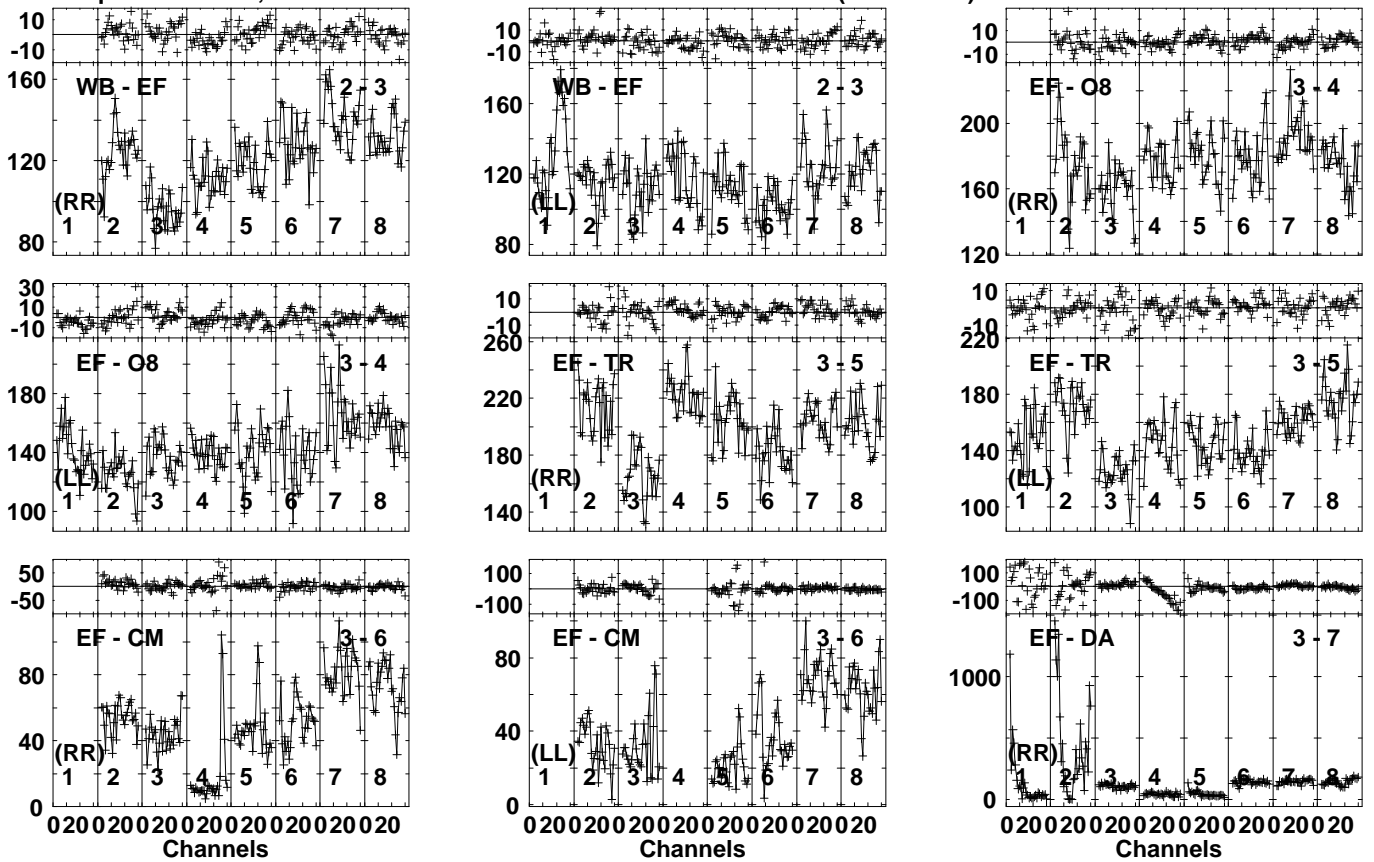 10 10 10
-10 -10 -10
160 WB - EF 2 - 3 160 WB - EF 2 - 3 200 EF - O8 3 - 4
120 120 160
(RR) (LL) (RR)
1 2 3 4 5 6 7 8 1 2 3 4 5 6 7 8 1 2 3 4 5 6 7 8
80 80 120
30
10 10 10
-10 -10 -10
180 EF - O8 3 - 4 260 EF - TR 3 - 5 220 EF - TR 3 - 5
220 180
140 180 140
(LL) (RR) (LL)
1 2 3 4 5 6 7 8 1 2 3 4 5 6 7 8 1 2 3 4 5 6 7 8
100 140 100
50 100 100
-50 -100 -100
EF - CM 3 - 6 EF - CM 3 - 6 EF - DA 3 - 7
80 80 1000
40 40
(RR) (LL) (RR)
1 2 3 4 5 6 7 8 1 2 3 4 5 6 7 8 1 2 3 4 5 6 7 8
0 0 0
0 20 0 20 0 20 0 20 0 20 0 20 0 20 0 20 0 20 0 20 0 20 0 20 0 20 0 20 0 20 0 20 0 20 0 20 0 20 0 20 0 20 0 20 0 20 0 20
Channels Channels Channels